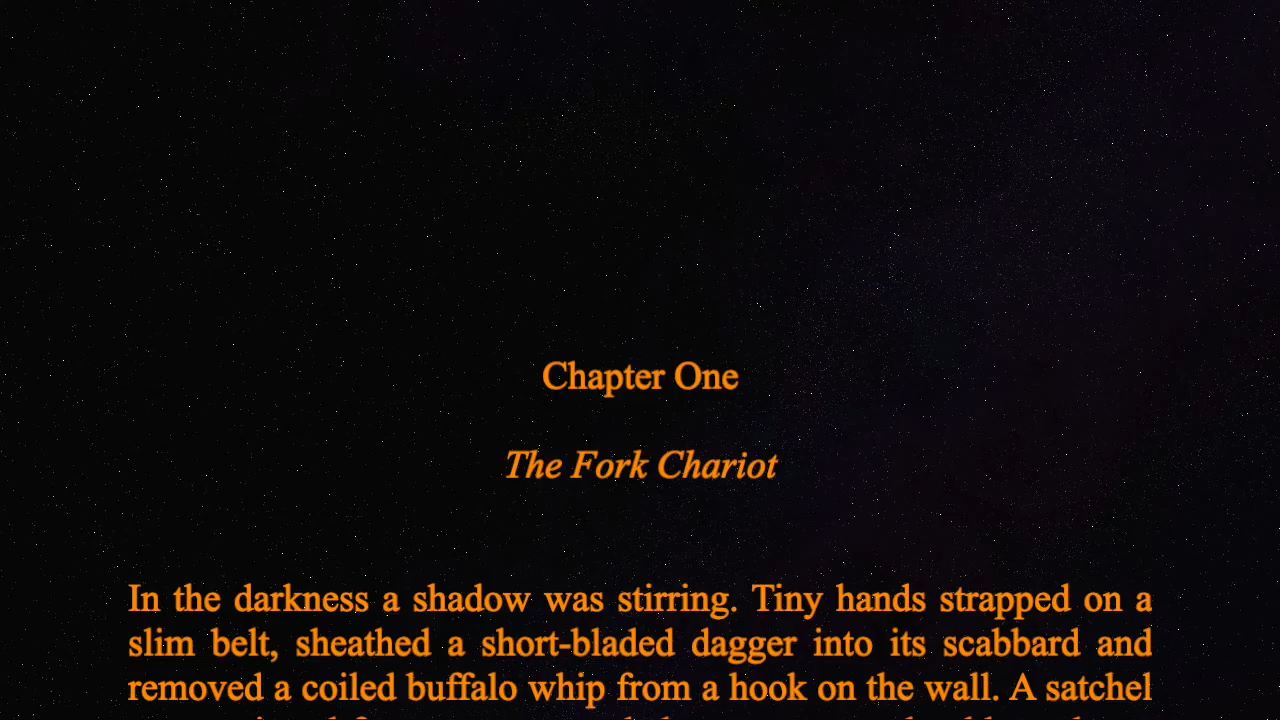 Chapter One
The Fork Chariot
In the darkness a shadow was stirring. Tiny hands strapped on a
slim belt, sheathed a short-bladed dagger into its scabbard and
removed a coiled buffalo whip from a hook on the wall. A satchel